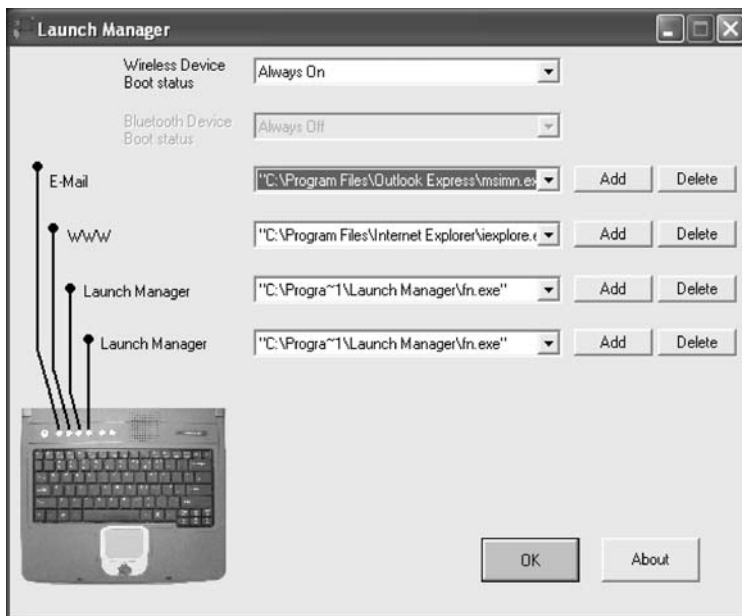 Launch Manager
Wireless Device
Boot status
Always On
Bluetooth Device
Boot status
Always Off
E-Mail
"C:\Program Files\Outlook Express\msimn.ex
Add
Delete
WWW
"C:\Program Files\Internet Explorer\iexplore.e
Add
Delete
Launch Manager
"C:\Progra~1\Launch Manager\fn.exe"
Add
Delete
Launch Manager
"C:\Progra~1\Launch Manager\fn.exe"
Add
Delete
OK
About